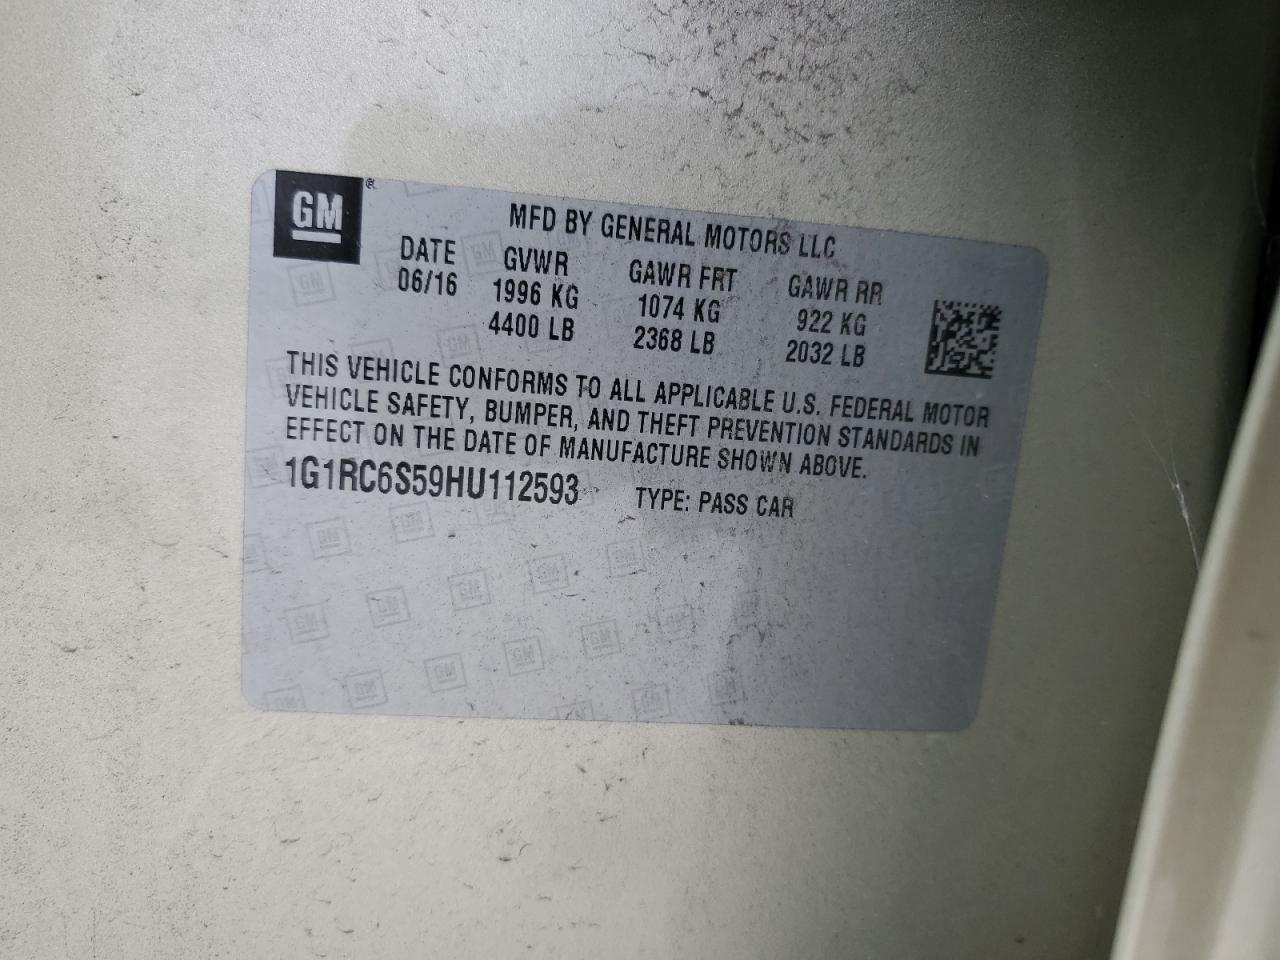 GM ®
MFD BY GENERAL MOTORS LLC
DATE GVWR GAWR FRT GAWR RR
06/16 1996 KG 1074 KG 922 KG
4400 LB 2368 LB 2032 LB
THIS VEHICLE CONFORMS TO ALL APPLICABLE U.S. FEDERAL MOTOR
VEHICLE SAFETY, BUMPER, AND THEFT PREVENTION STANDARDS IN
EFFECT ON THE DATE OF MANUFACTURE SHOWN ABOVE.
1G1RC6S59HU112593 TYPE: PASS CAR